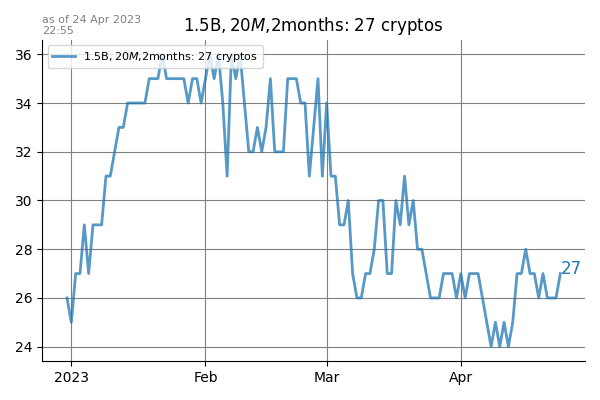 as of 24 Apr 2023
22:55
1.5B, 20M,2months: 27 cryptos
1.5B, 20M,2months: 27 cryptos
36
34
32
30
28
26
24
27
2023
Feb
Mar
Apr